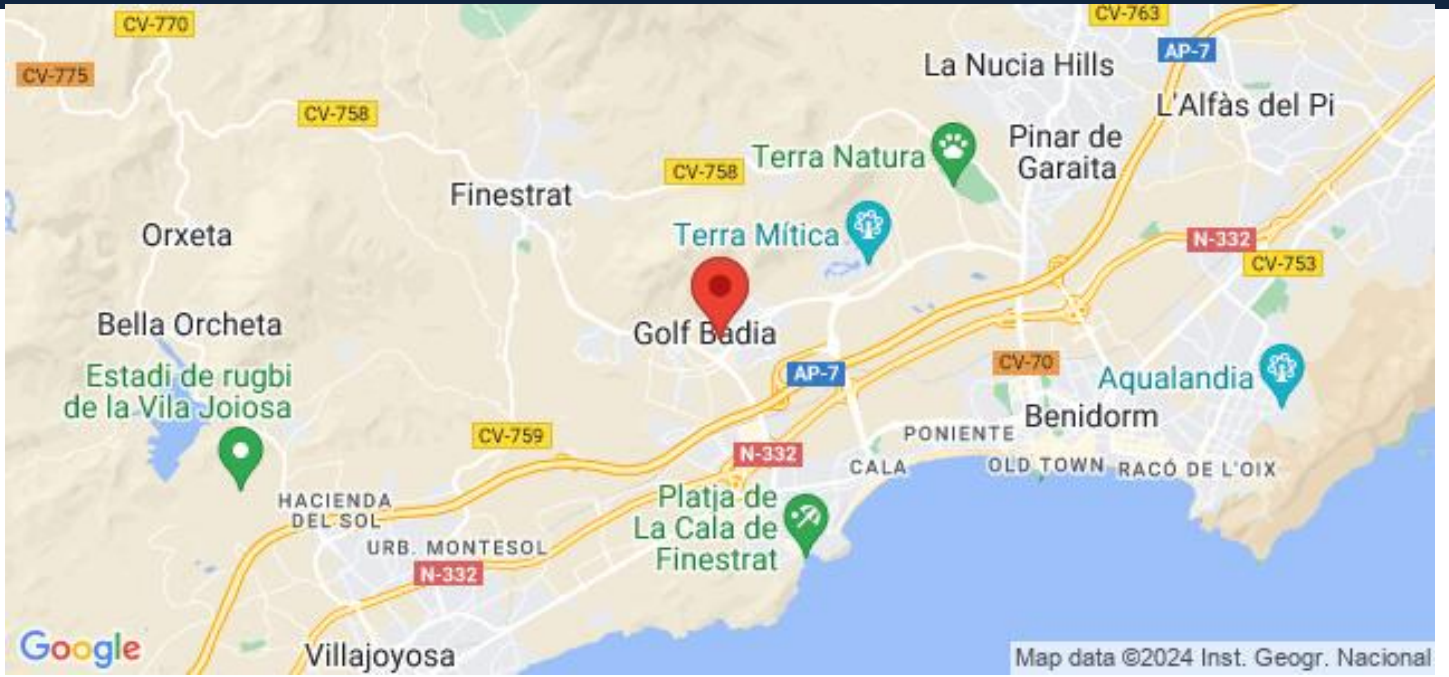 CV-770
CV-763
La Nucia Hills
AP-7
CV-775
CV-758
L'Alfàs del Pi
Terra Natura
Pinar de
Garaita
CV-758
Finestrat
Orxeta
Terra Mítica
N-332
CV-753
Bella Orcheta
Golf Badia
Estadi de rugbi
de la Vila Joiosa
AP-7
CV-70
Aqualandia
Benidorm
CV-759
PONIENTE
N-332
CALA
OLD TOWN
RACÓ DE L'OIX
HACIENDA
DEL SOL
Platja de
La Cala de
Finestrat
URB. MONTESOL
N-332
Villajoyosa
Google
Map data ©2024 Inst. Geogr. Nacional